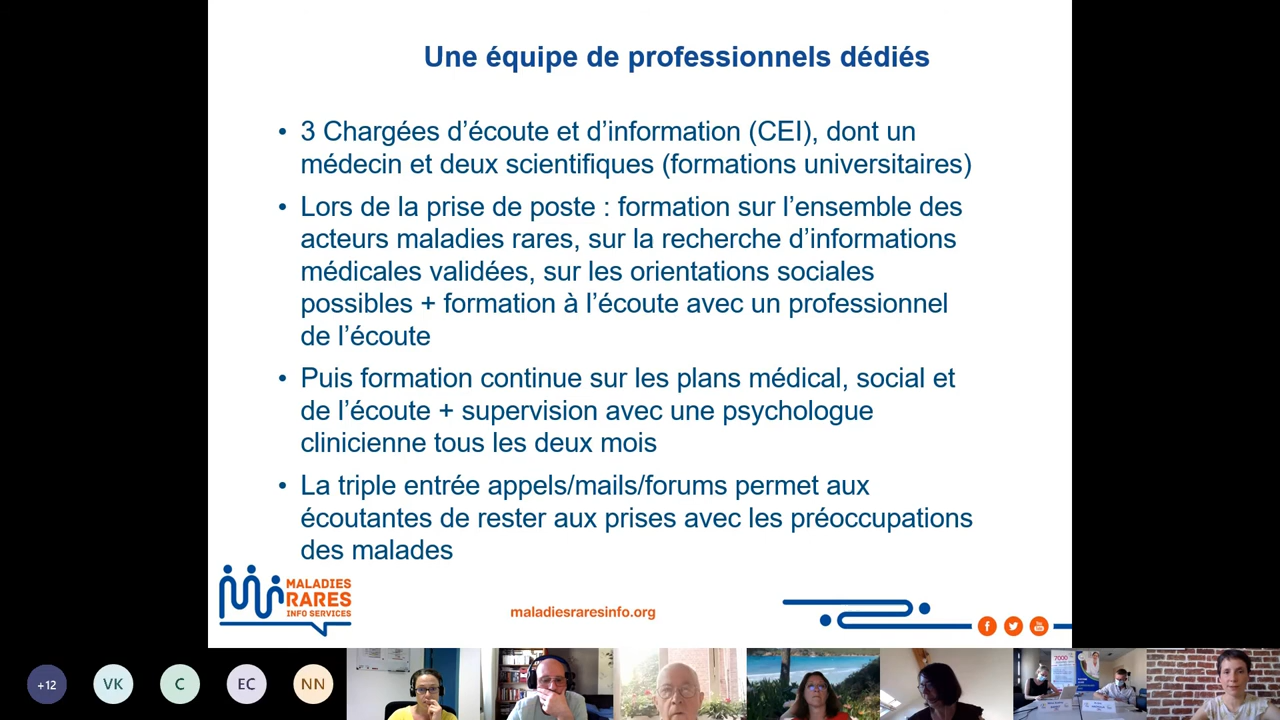 Une équipe de professionnels dédiés
• 3 Chargées d’écoute et d’information (CEI), dont un
médecin et deux scientifiques (formations universitaires)
• Lors de la prise de poste : formation sur l’ensemble des
acteurs maladies rares, sur la recherche d’informations
médicales validées, sur les orientations sociales
possibles + formation à l’écoute avec un professionnel
de l’écoute
• Puis formation continue sur les plans médical, social et
de l’écoute + supervision avec une psychologue
clinicienne tous les deux mois
• La triple entrée appels/mails/forums permet aux
écoutantes de rester aux prises avec les préoccupations
des malades
MALADIES
RARES
INFO SERVICES
maladiesraresinfo.org
+12
VK
C
EC
NN
7000